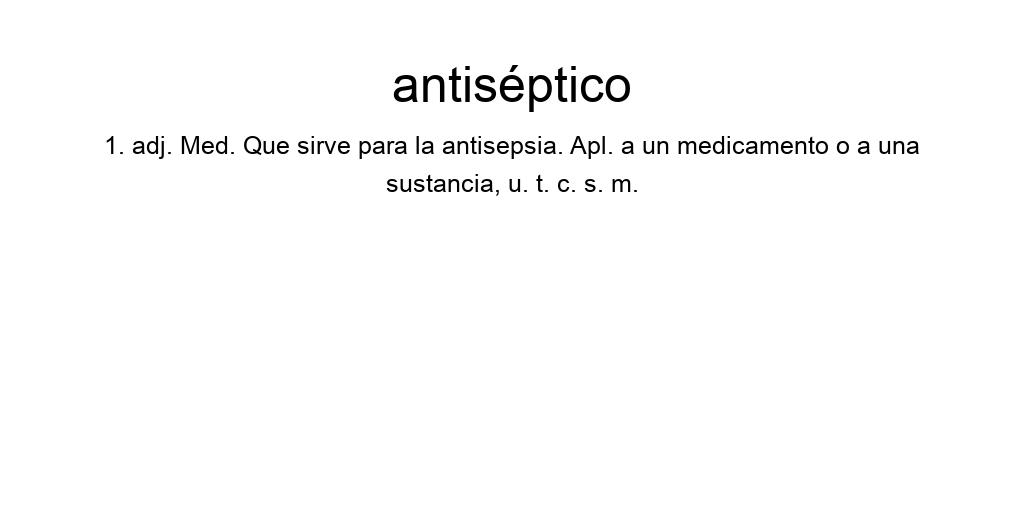 antiséptico
1. adj. Med. Que sirve para la antisepsia. Apl. a un medicamento o a una
sustancia, u. t. c. s. m.